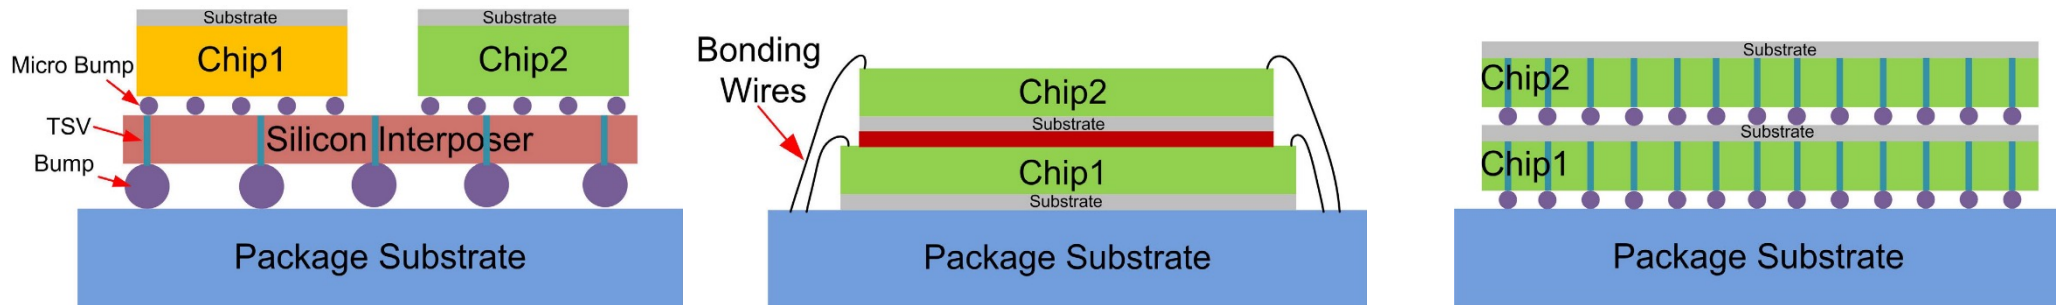 Substrate
Chip1
Substrate
Chip2
Micro Bump
TSV
Silicon Interposer
Bump
Package Substrate
Bonding
Wires
Chip2
Substrate
Chip1
Substrate
Package Substrate
Substrate
Chip2
Substrate
Chip1
Package Substrate